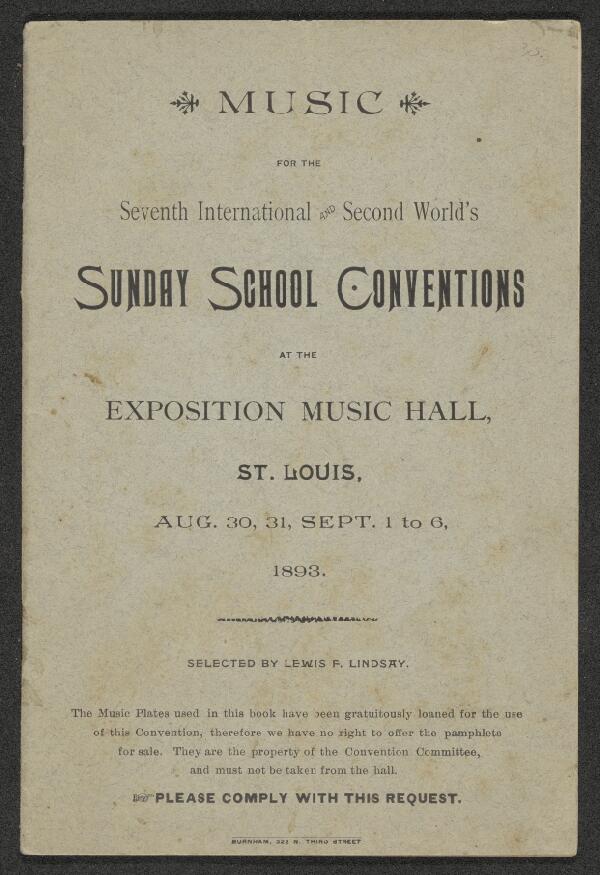 MUSIC
FOR THE
Seventh International AND Second World's
SUNDAY SCHOOL CONVENTIONS
AT THE
EXPOSITION MUSIC HALL,
ST. LOUIS,
AUG. 30, 31, SEPT. 1 to 6,
1893.
SELECTED BY LEWIS P. LINDSAY.
The Music Plates used in this book have been gratuitously loaned for the use
of this Convention, therefore we have no right to offer the pamphlets
for sale. They are the property of the Convention Committee,
and must not be taken from the hall.
☞ PLEASE COMPLY WITH THIS REQUEST.
BURNHAM, 322 N. THIRD STREET